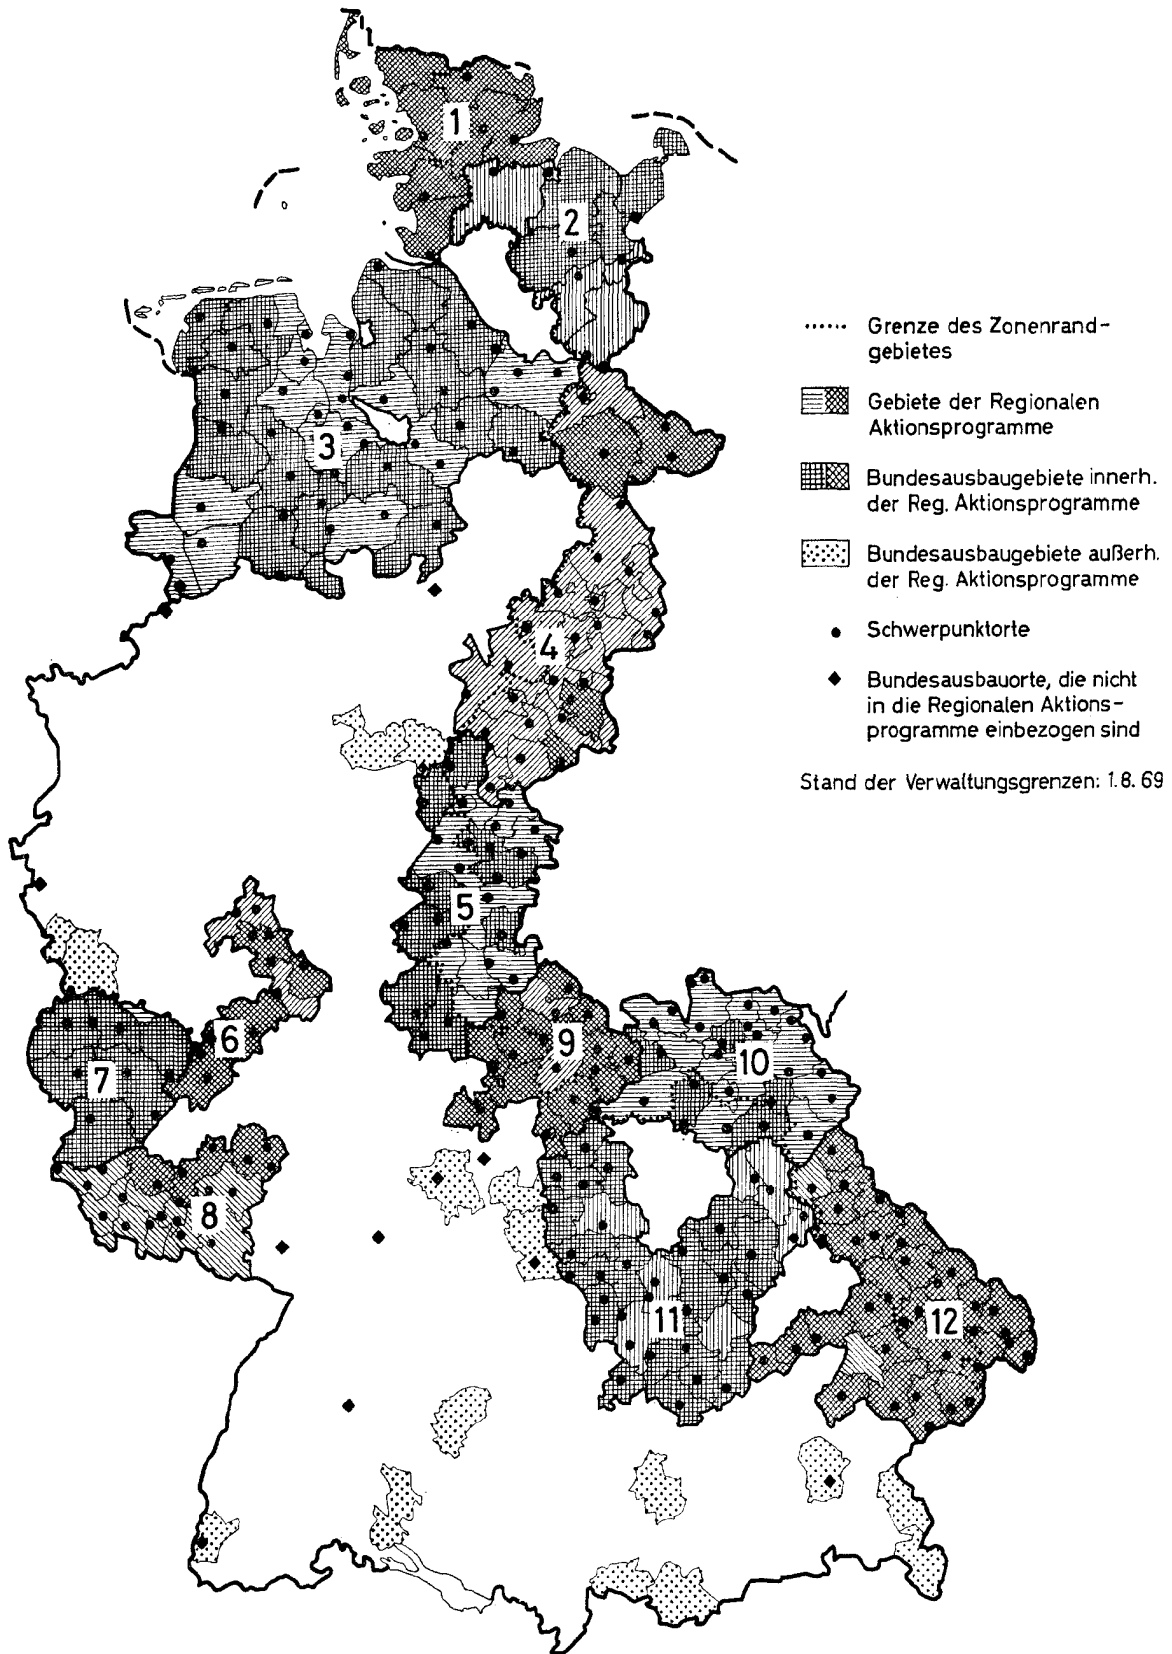 1
2
3
4
5
6
7
8
9
10
11
12
Grenze des Zonenrand-
gebietes
Gebiete der Regionalen
Aktionsprogramme
Bundesausbaugebiete innerh.
der Reg. Aktionsprogramme
Bundesausbaugebiete außerh.
der Reg. Aktionsprogramme
Schwerpunktorte
Bundesausbauorte, die nicht
in die Regionalen Aktions-
programme einbezogen sind
Stand der Verwaltungsgrenzen: 1.8.69